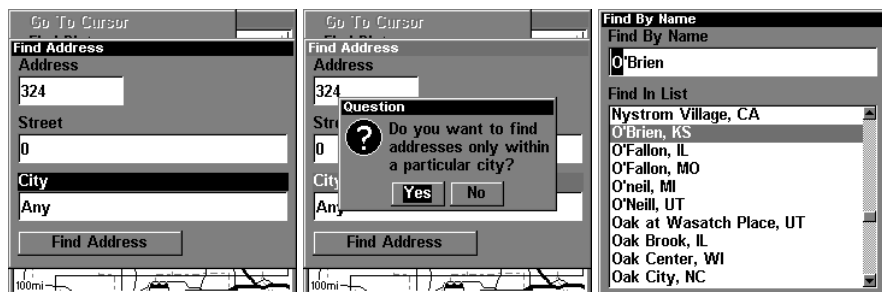 Go To Cursor
Find Address
Address
324
Street
0
City
Any
Find Address
100mi
Go To Cursor
Find Address
Address
324
Question
Do you want to find
addresses only within
a particular city?
Yes No
0
City
Any
Find Address
100mi
Find By Name
Find By Name
O'Brien
Find In List
Nystrom Village, CA
O'Brien, KS
O'Fallon, IL
O'Fallon, MO
O'neil, MI
O'Neill, UT
Oak at Wasatch Place, UT
Oak Brook, IL
Oak Center, WI
Oak City, NC